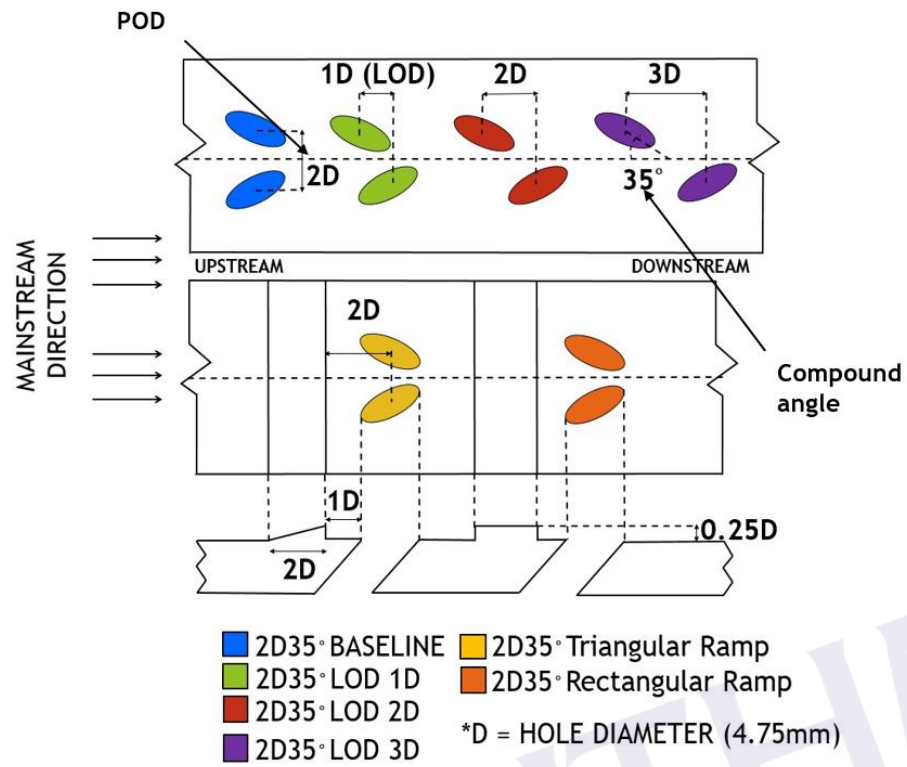 POD
1D (LOD)
2D
3D
2D
35°
MAINSTREAM
DIRECTION
UPSTREAM
DOWNSTREAM
2D
Compound
angle
1D
0.25D
2D
2D35° BASELINE
2D35° LOD 1D
2D35° LOD 2D
2D35° LOD 3D
2D35° Triangular Ramp
2D35° Rectangular Ramp
*D = HOLE DIAMETER (4.75mm)